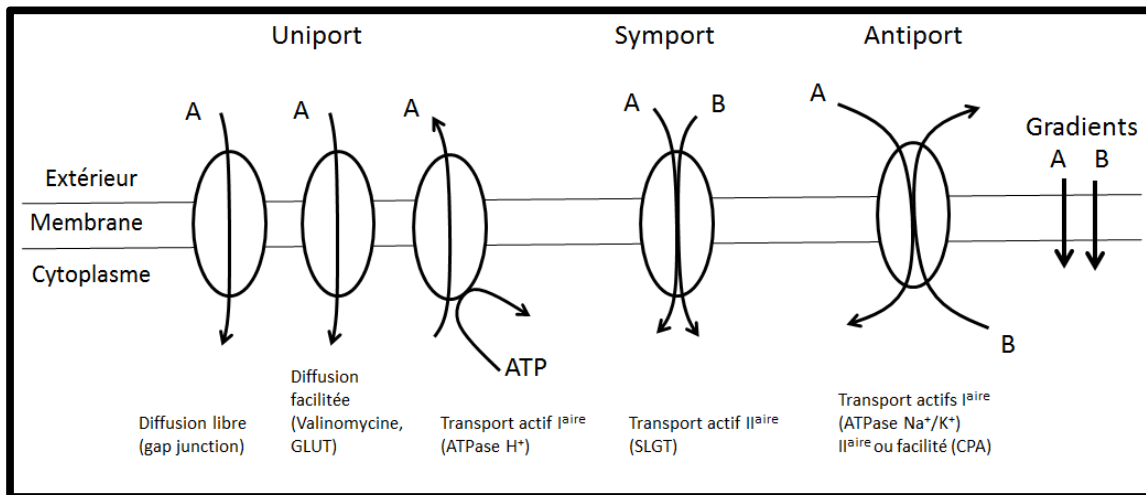 Uniport
Symport
Antiport
A
A
A
A
B
A
Gradients
A
B
Extérieur
Membrane
Cytoplasme
B
ATP
Diffusion libre
(gap junction)
Diffusion
facilitée
(Valinomycine,
GLUT)
Transport actif Iaire
(ATPase H+)
Transport actif IIaire
(SLGT)
Transport actifs Iaire
(ATPase Na+/K+)
IIaire ou facilité (CPA)